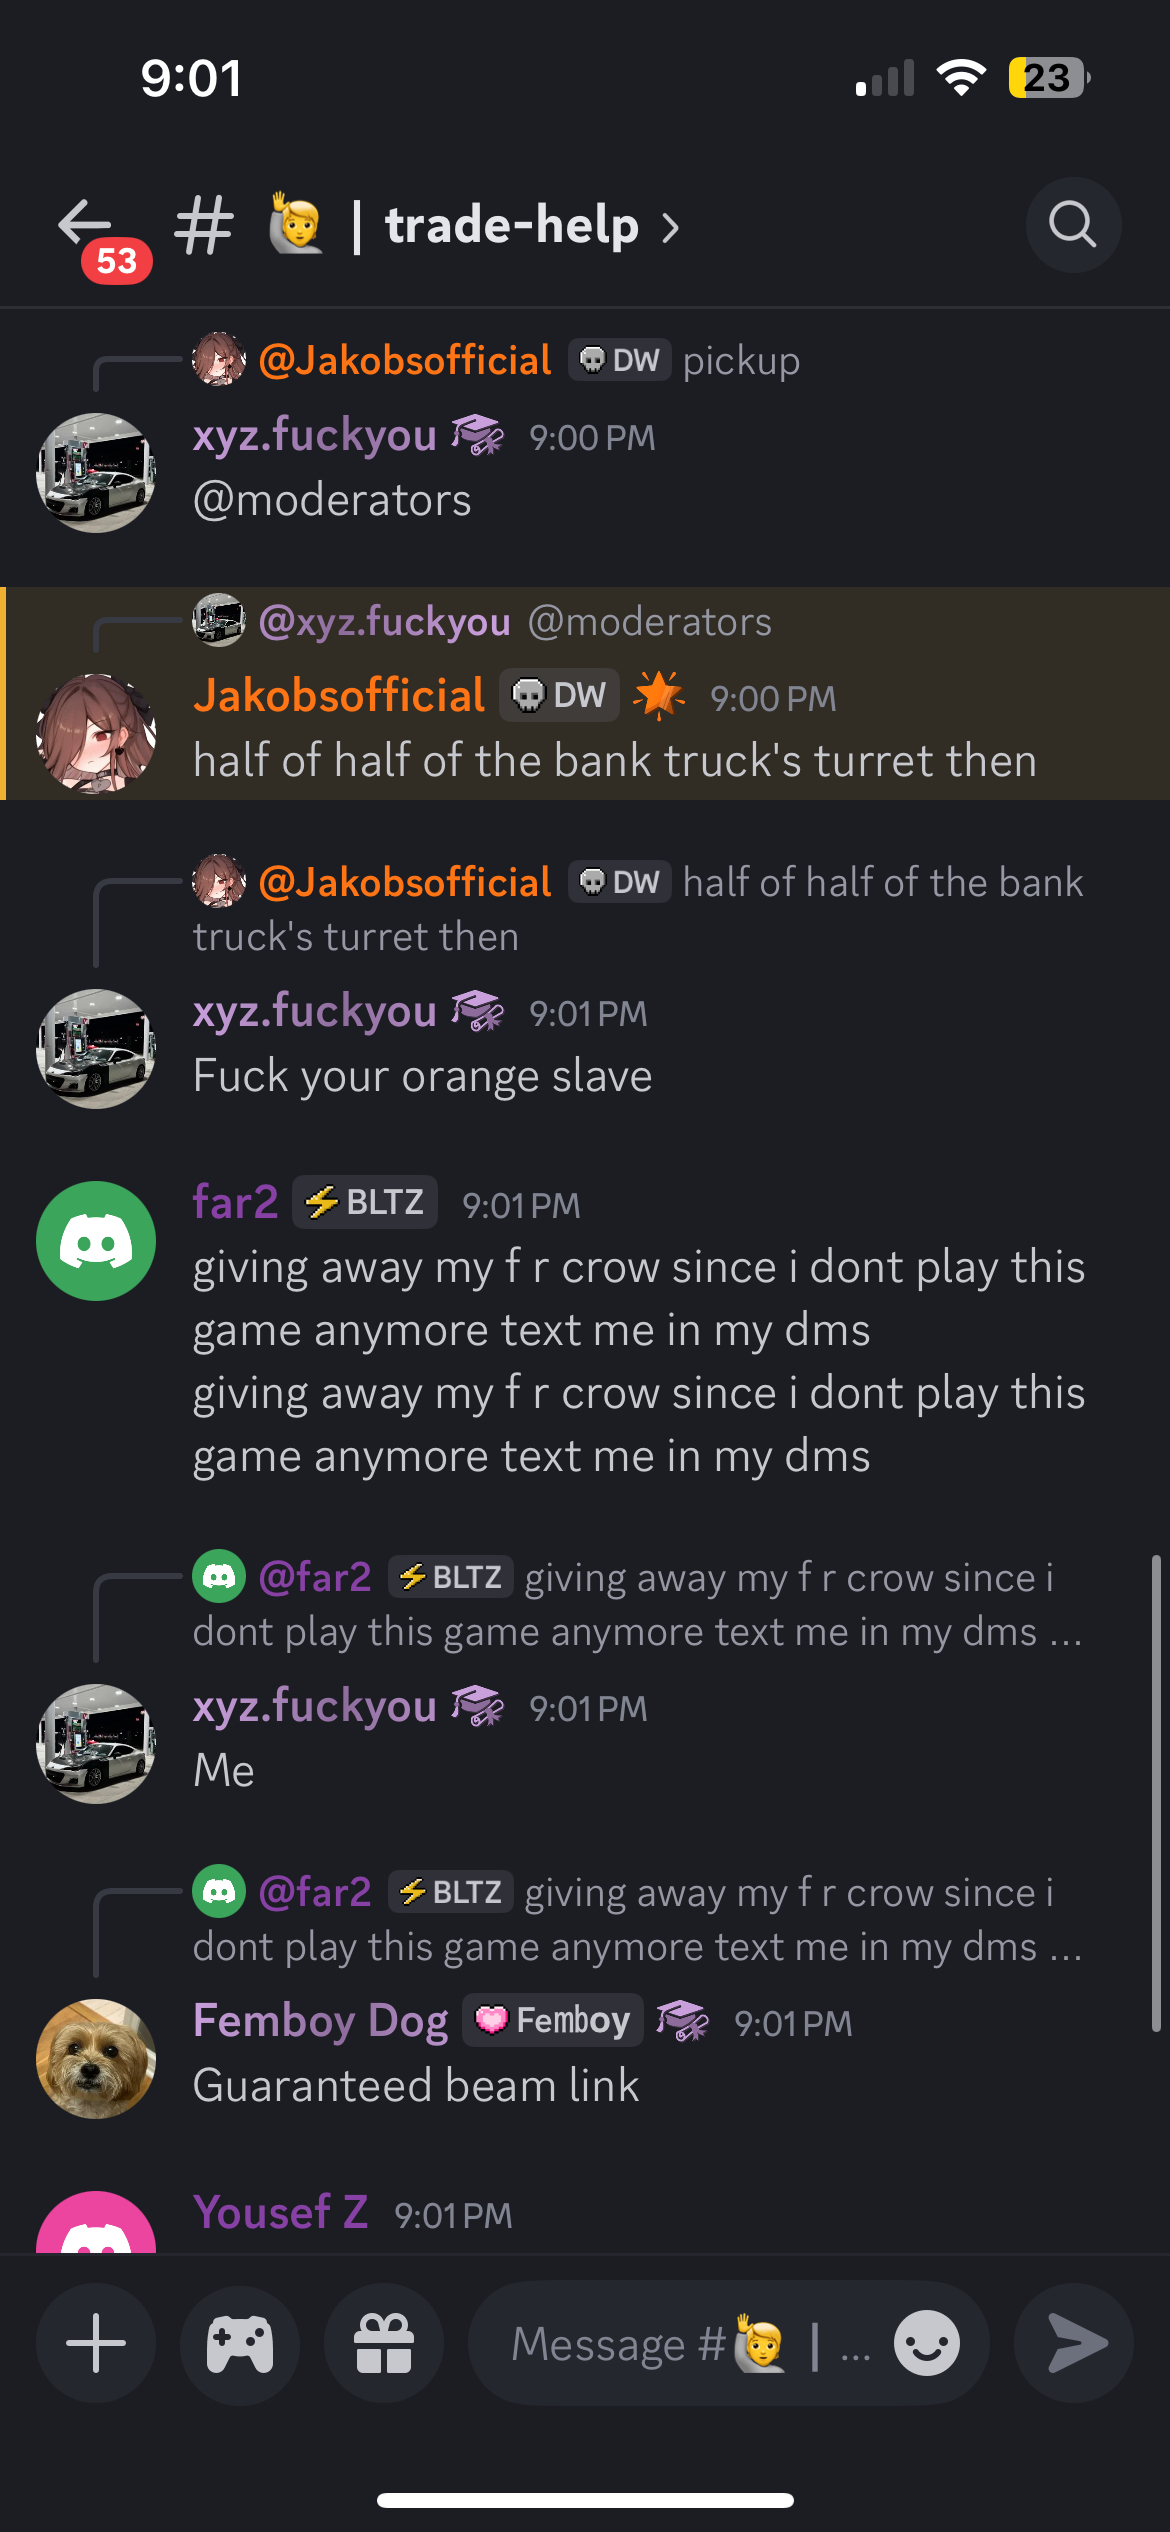 9:01
23
53
# 🙋 | trade-help >
@Jakobsofficial DW pickup
xyz.fuckyou 9:00 PM
@moderators
@xyz.fuckyou @moderators
Jakobsofficial DW 9:00 PM
half of half of the bank truck's turret then
@Jakobsofficial DW half of half of the bank
truck's turret then
xyz.fuckyou 9:01 PM
Fuck your orange slave
far2 BLTZ 9:01 PM
giving away my f r crow since i dont play this
game anymore text me in my dms
giving away my f r crow since i dont play this
game anymore text me in my dms
@far2 BLTZ giving away my f r crow since i
dont play this game anymore text me in my dms ...
xyz.fuckyou 9:01 PM
Me
@far2 BLTZ giving away my f r crow since i
dont play this game anymore text me in my dms ...
Femboy Dog Femboy 9:01 PM
Guaranteed beam link
Yousef Z 9:01 PM
Message #🙋 | ...